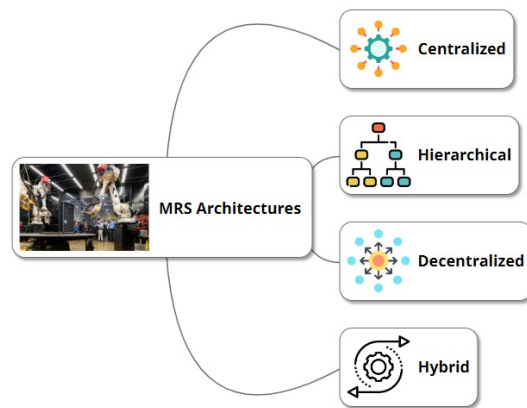 MRS Architectures
Centralized
Hierarchical
Decentralized
Hybrid